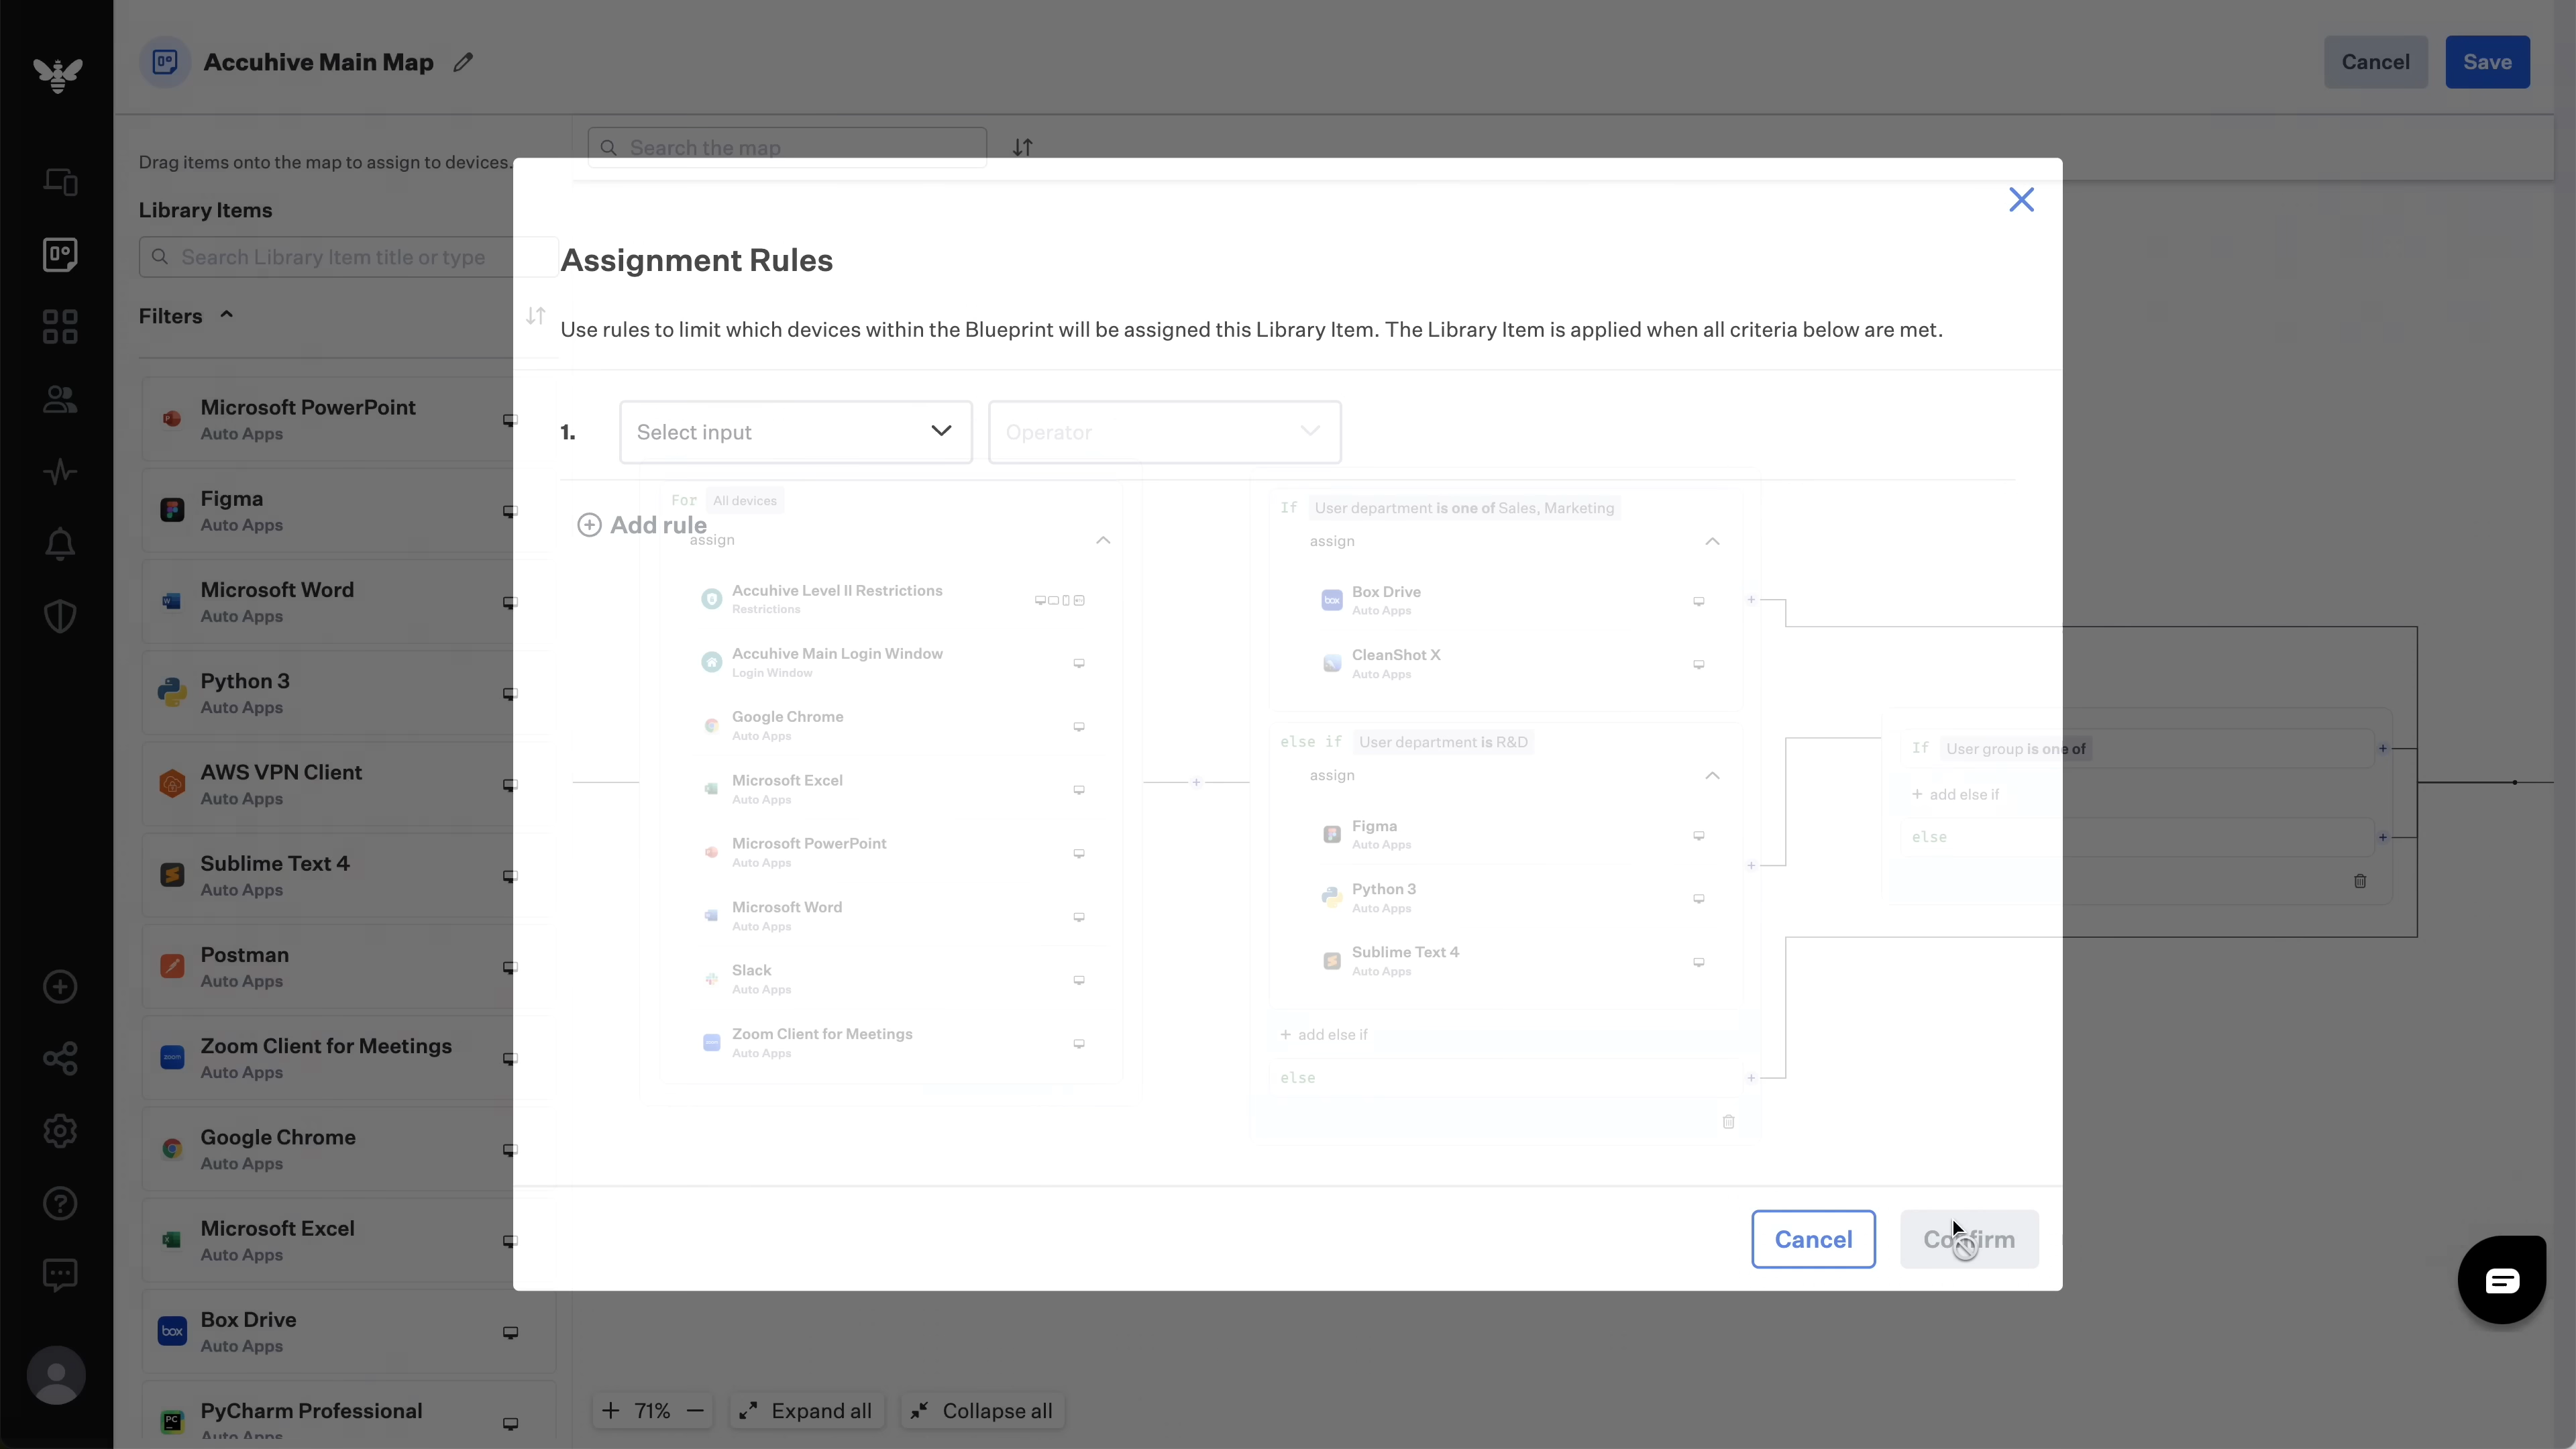 Accuhive Main Map
Cancel
Save
Drag items onto the map to assign to devices.
Search the map
Library Items
Search Library Item title or type
Filters
Microsoft PowerPoint
Auto Apps
Figma
Auto Apps
Microsoft Word
Auto Apps
Python 3
Auto Apps
AWS VPN Client
Auto Apps
Sublime Text 4
Auto Apps
Postman
Auto Apps
Zoom Client for Meetings
Auto Apps
Google Chrome
Auto Apps
Microsoft Excel
Auto Apps
Box Drive
Auto Apps
PyCharm Professional
Auto Apps
Assignment Rules
Use rules to limit which devices within the Blueprint will be assigned this Library Item. The Library Item is applied when all criteria below are met.
1.
Select input
Operator
Add rule
For All devices
assign
Accuhive Level II Restrictions
Restrictions
Accuhive Main Login Window
Login Window
Google Chrome
Auto Apps
Microsoft Excel
Auto Apps
Microsoft PowerPoint
Auto Apps
Microsoft Word
Auto Apps
Slack
Auto Apps
Zoom Client for Meetings
Auto Apps
If User department is one of Sales, Marketing
assign
Box Drive
Auto Apps
CleanShot X
Auto Apps
else if User department is R&D
assign
Figma
Auto Apps
Python 3
Auto Apps
Sublime Text 4
Auto Apps
+ add else if
else
If User group is one of
+ add else if
else
Cancel
Confirm
+ 71% −
Expand all
Collapse all
zoom
box
PC